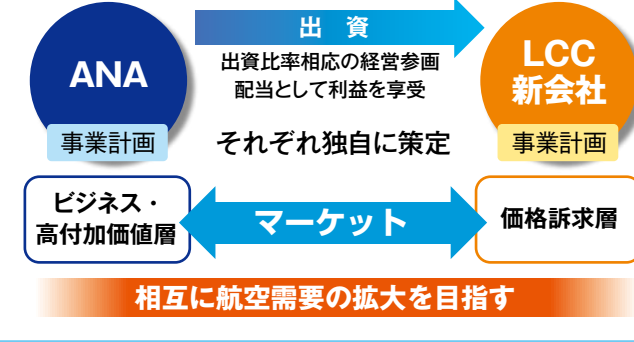 出 資
ANA
出資比率相応の経営参画
配当として利益を享受
LCC
新会社
事業計画
それぞれ独自に策定
事業計画
ビジネス・
高付加価値層
マーケット
価格訴求層
相互に航空需要の拡大を目指す